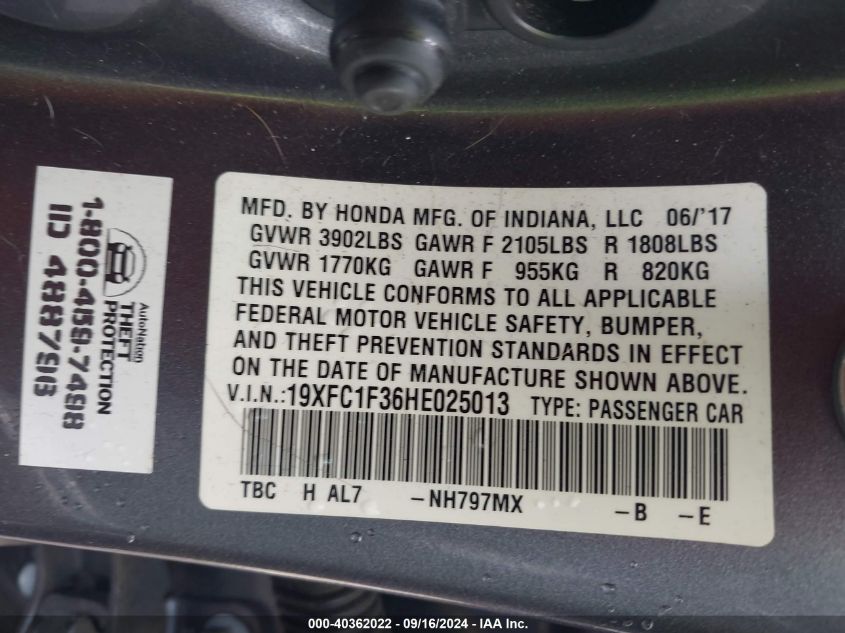 MFD. BY HONDA MFG. OF INDIANA, LLC 06/'17
GVWR 3902LBS GAWR F 2105LBS R 1808LBS
GVWR 1770KG GAWR F 955KG R 820KG
THIS VEHICLE CONFORMS TO ALL APPLICABLE
FEDERAL MOTOR VEHICLE SAFETY, BUMPER,
AND THEFT PREVENTION STANDARDS IN EFFECT
ON THE DATE OF MANUFACTURE SHOWN ABOVE.
V.I.N.:19XFC1F36HE025013 TYPE: PASSENGER CAR
TBC H AL7 -NH797MX -B -E
AutoNation
THEFT
PROTECTION
1-800-459-7498
000-40362022 - 09/16/2024 - IAA Inc.